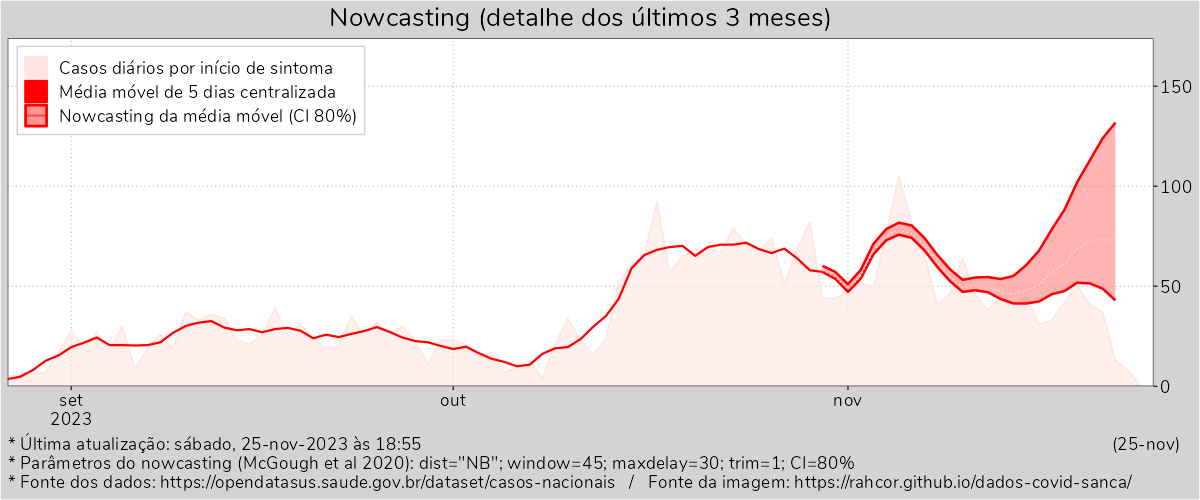 Nowcasting (detalhe dos últimos 3 meses)
Casos diários por início de sintoma
Média móvel de 5 dias centralizada
Nowcasting da média móvel (CI 80%)
150
100
50
0
set
2023
out
nov
* Última atualização: sábado, 25-nov-2023 às 18:55
(25-nov)
* Parâmetros do nowcasting (McGough et al 2020): dist="NB"; window=45; maxdelay=30; trim=1; CI=80%
* Fonte dos dados: https://opendatasus.saude.gov.br/dataset/casos-nacionais / Fonte da imagem: https://rahcor.github.io/dados-covid-sanca/